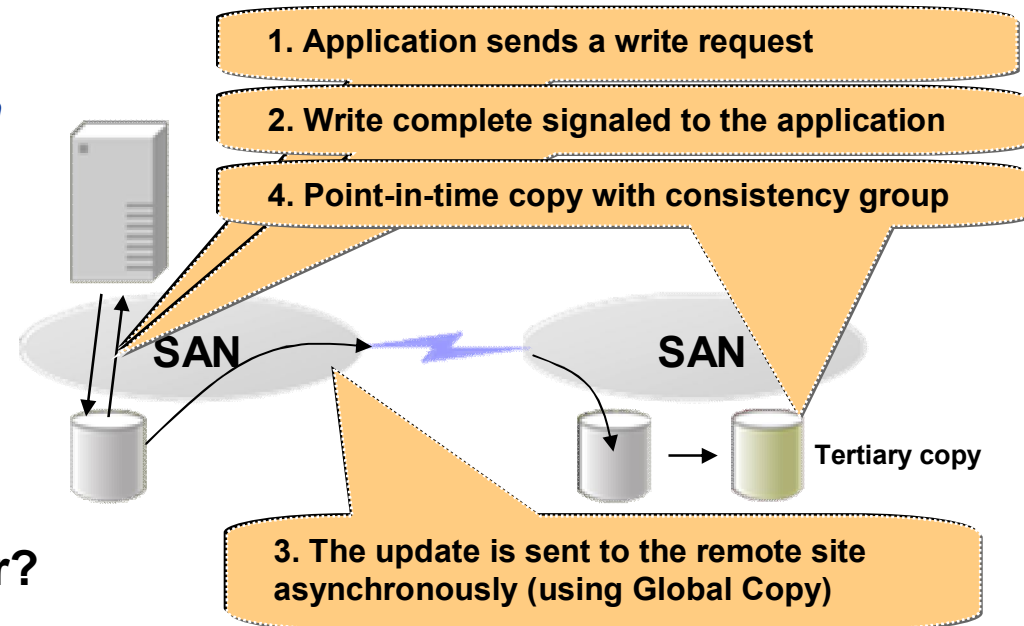 1. Application sends a write request
2. Write complete signaled to the application
4. Point-in-time copy with consistency group
SAN
SAN
Tertiary copy
3. The update is sent to the remote site
asynchronously (using Global Copy)
r?